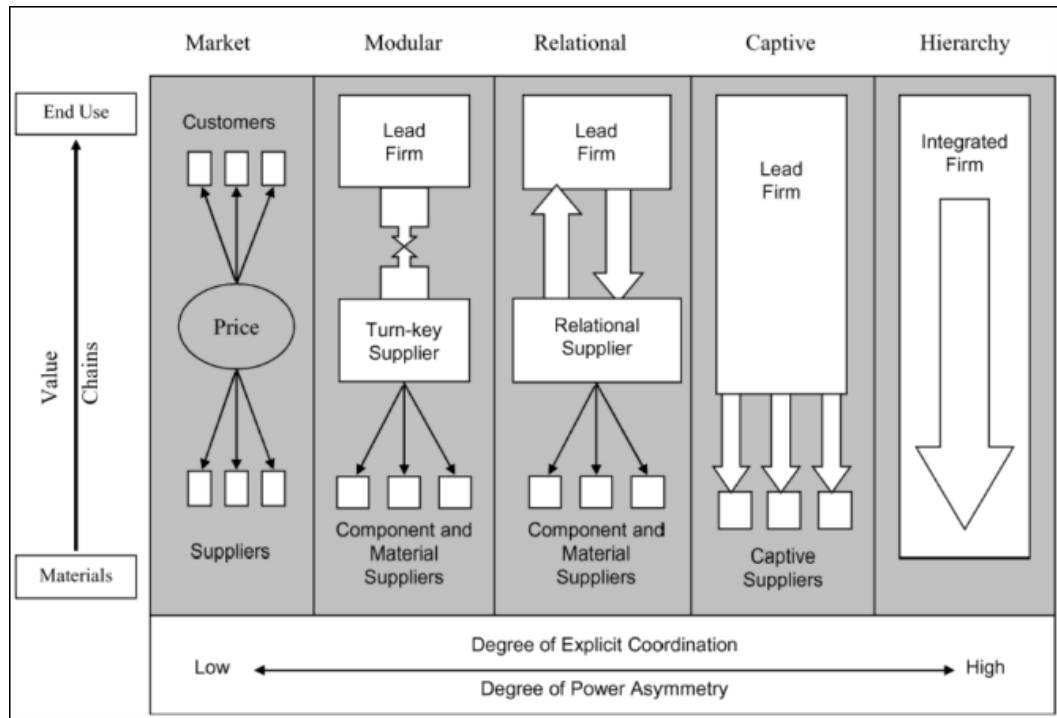 Market
Modular
Relational
Captive
Hierarchy
End Use
Value
Chains
Materials
Customers
Price
Suppliers
Lead
Firm
Turn-key
Supplier
Component and
Material
Suppliers
Lead
Firm
Relational
Supplier
Component and
Material
Suppliers
Lead
Firm
Captive
Suppliers
Integrated
Firm
Degree of Explicit Coordination
Low
High
Degree of Power Asymmetry